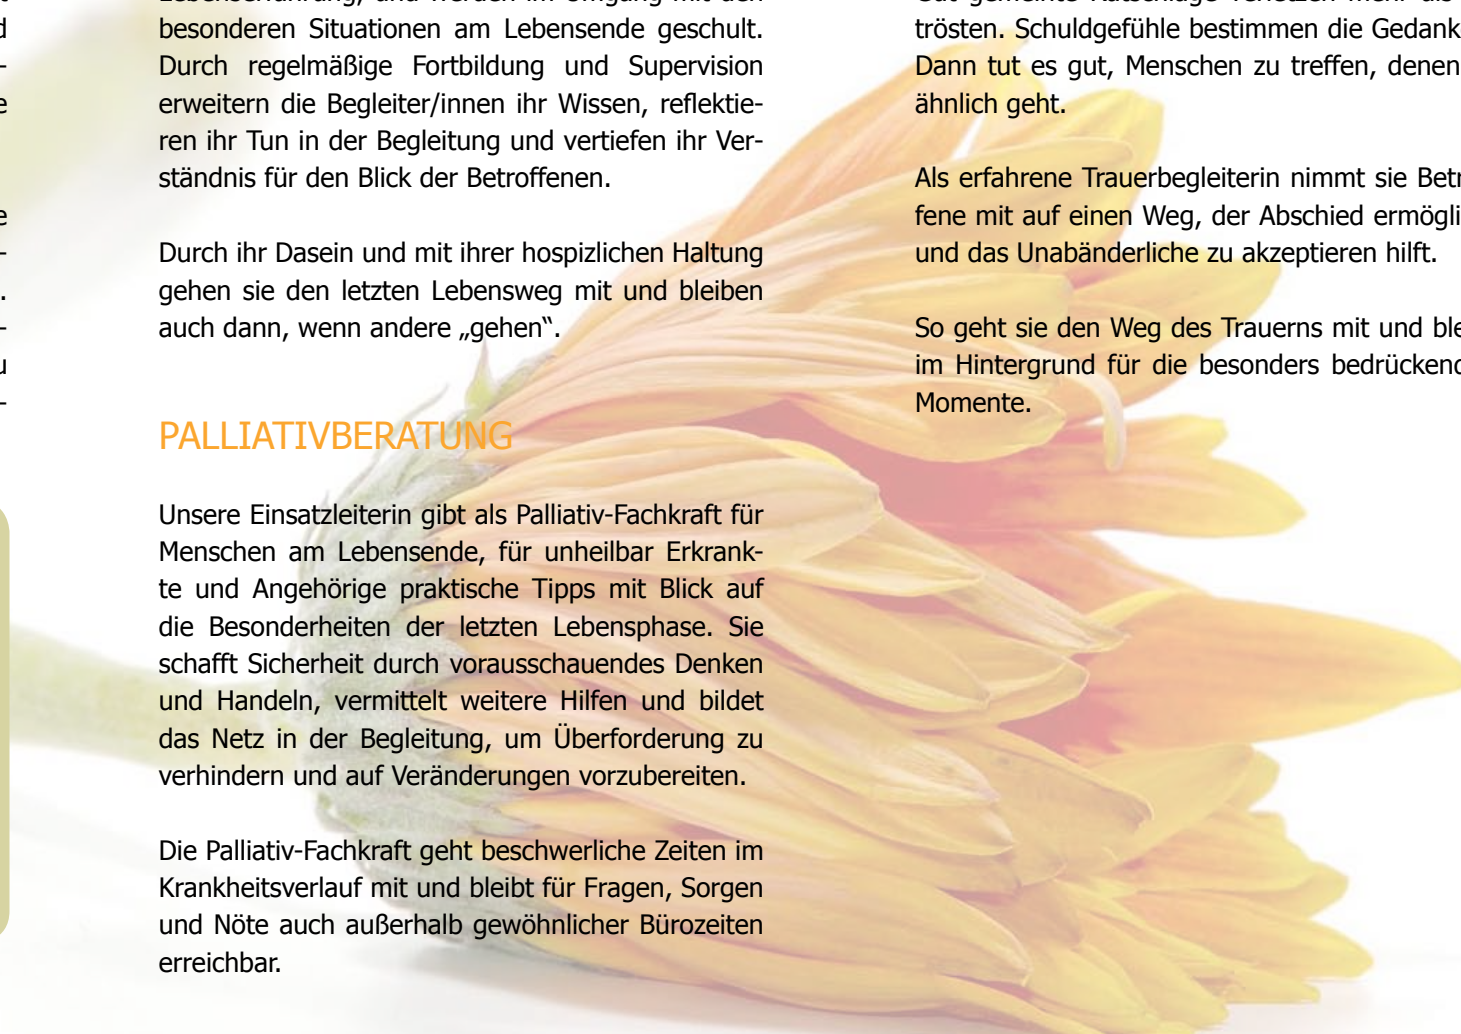 besonderen Situationen am Lebensende geschult.
Durch regelmäßige Fortbildung und Supervision
erweitern die Begleiter/innen ihr Wissen, reflektie-
ren ihr Tun in der Begleitung und vertiefen ihr Ver-
ständnis für den Blick der Betroffenen.
Durch ihr Dasein und mit ihrer hospizlichen Haltung
gehen sie den letzten Lebensweg mit und bleiben
auch dann, wenn andere „gehen“.
PALLIATIVBERATUNG
Unsere Einsatzleiterin gibt als Palliativ-Fachkraft für
Menschen am Lebensende, für unheilbar Erkrank-
te und Angehörige praktische Tipps mit Blick auf
die Besonderheiten der letzten Lebensphase. Sie
schafft Sicherheit durch vorausschauendes Denken
und Handeln, vermittelt weitere Hilfen und bildet
das Netz in der Begleitung, um Überforderung zu
verhindern und auf Veränderungen vorzubereiten.
Die Palliativ-Fachkraft geht beschwerliche Zeiten im
Krankheitsverlauf mit und bleibt für Fragen, Sorgen
und Nöte auch außerhalb gewöhnlicher Bürozeiten
erreichbar.
trösten. Schuldgefühle bestimmen die Gedank
Dann tut es gut, Menschen zu treffen, denen
ähnlich geht.
Als erfahrene Trauerbegleiterin nimmt sie Betr
fene mit auf einen Weg, der Abschied ermögli
und das Unabänderliche zu akzeptieren hilft.
So geht sie den Weg des Trauerns mit und ble
im Hintergrund für die besonders bedrückend
Momente.